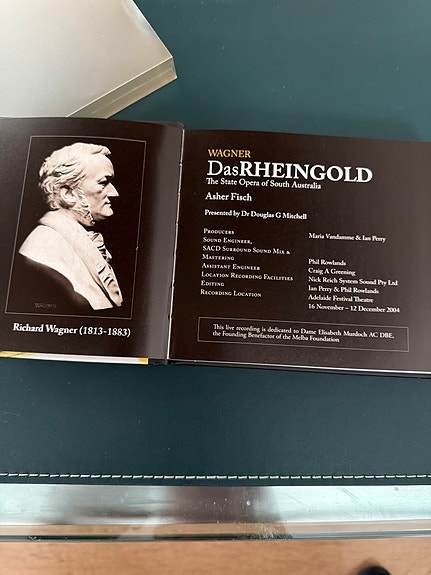 WAGNER
Richard Wagner (1813-1883)
WAGNER
DasRHEINGOLD
The State Opera of South Australia
Asher Fisch
Presented by Dr Douglas G Mitchell
Producers Maria Vandamme & Ian Perry
Sound Engineer,
SACD Surround Sound Mix &
Mastering Phil Rowlands
Assistant Engineer Craig A Greening
Location Recording Facilities Nick Reich System Sound Pty Ltd
Editing Ian Perry & Phil Rowlands
Recording Location Adelaide Festival Theatre
16 November – 12 December 2004
This live recording is dedicated to Dame Elisabeth Murdoch AC DBE,
the Founding Benefactor of the Melba Foundation